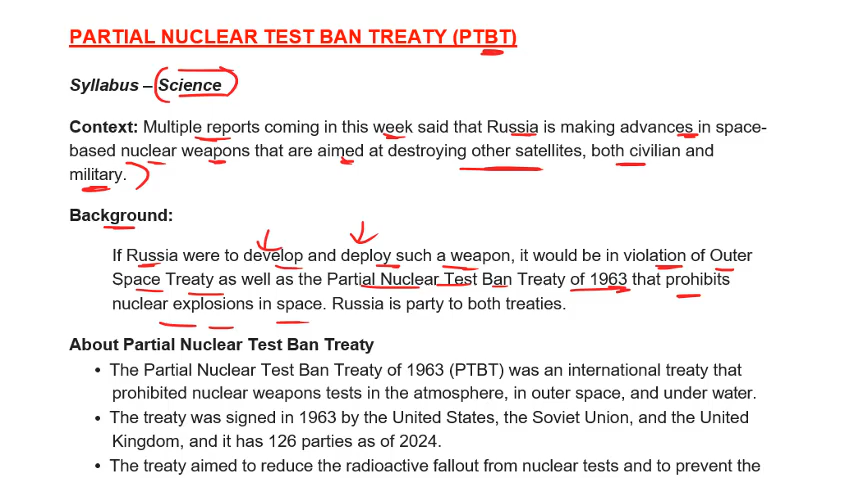 PARTIAL NUCLEAR TEST BAN TREATY (PTBT)
Syllabus – Science
Context: Multiple reports coming in this week said that Russia is making advances in space-
based nuclear weapons that are aimed at destroying other satellites, both civilian and
military.
Background:
If Russia were to develop and deploy such a weapon, it would be in violation of Outer
Space Treaty as well as the Partial Nuclear Test Ban Treaty of 1963 that prohibits
nuclear explosions in space. Russia is party to both treaties.
About Partial Nuclear Test Ban Treaty
• The Partial Nuclear Test Ban Treaty of 1963 (PTBT) was an international treaty that
prohibited nuclear weapons tests in the atmosphere, in outer space, and under water.
• The treaty was signed in 1963 by the United States, the Soviet Union, and the United
Kingdom, and it has 126 parties as of 2024.
• The treaty aimed to reduce the radioactive fallout from nuclear tests and to prevent the